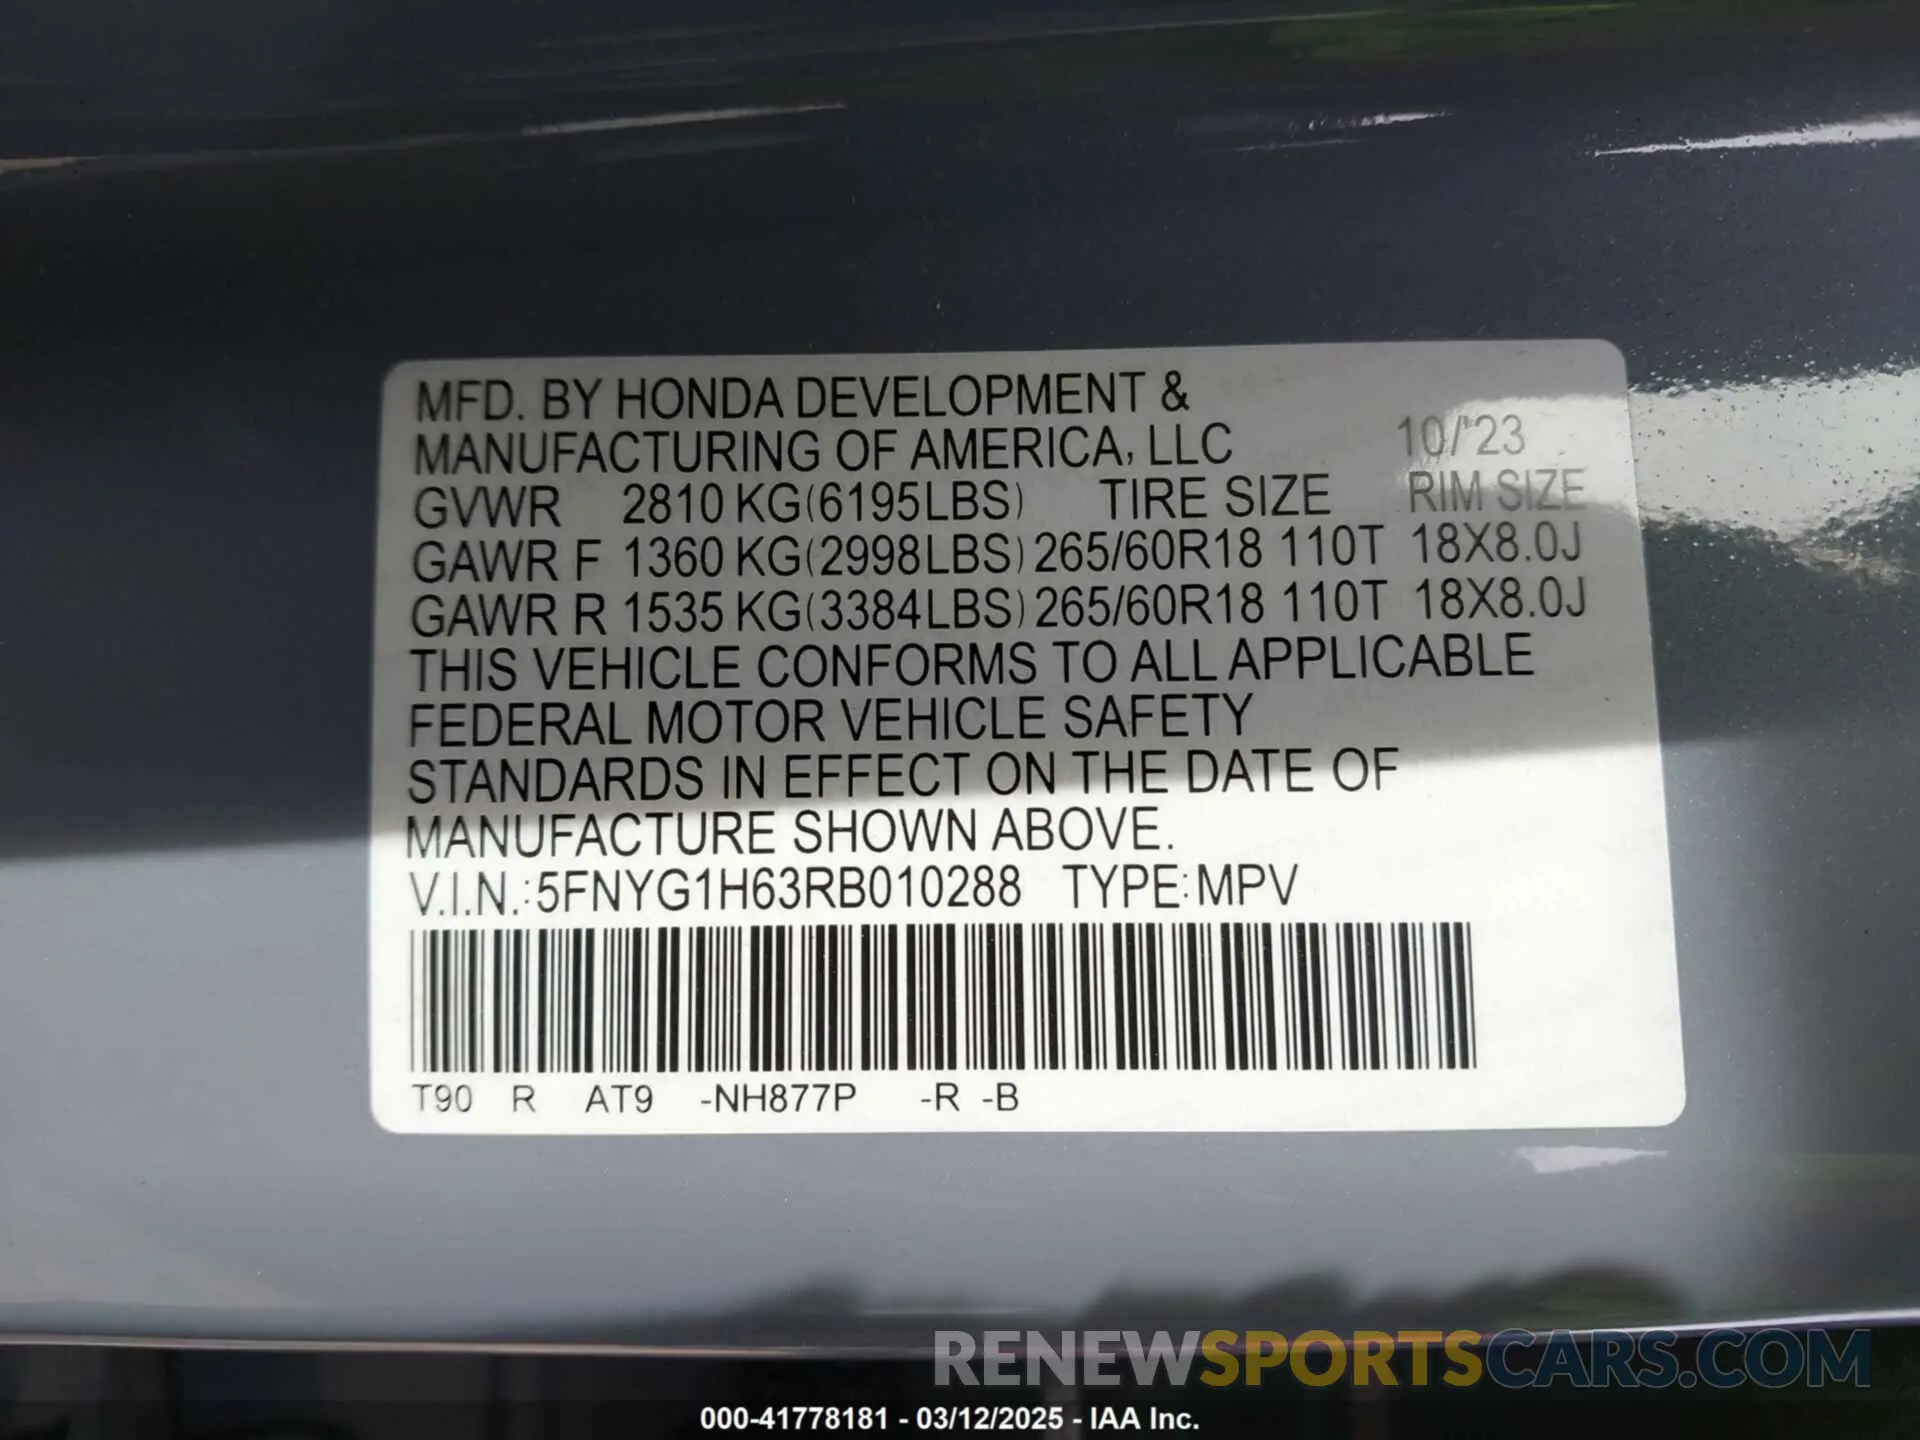 MFD. BY HONDA DEVELOPMENT &
MANUFACTURING OF AMERICA, LLC 10/'23
GVWR 2810 KG(6195LBS) TIRE SIZE RIM SIZE
GAWR F 1360 KG(2998LBS) 265/60R18 110T 18X8.0J
GAWR R 1535 KG(3384LBS) 265/60R18 110T 18X8.0J
THIS VEHICLE CONFORMS TO ALL APPLICABLE
FEDERAL MOTOR VEHICLE SAFETY
STANDARDS IN EFFECT ON THE DATE OF
MANUFACTURE SHOWN ABOVE.
V.I.N.:5FNYG1H63RB010288 TYPE:MPV
T90 R AT9 -NH877P -R -B
RENEWSPORTSCARS.COM
000-41778181 - 03/12/2025 - IAA Inc.